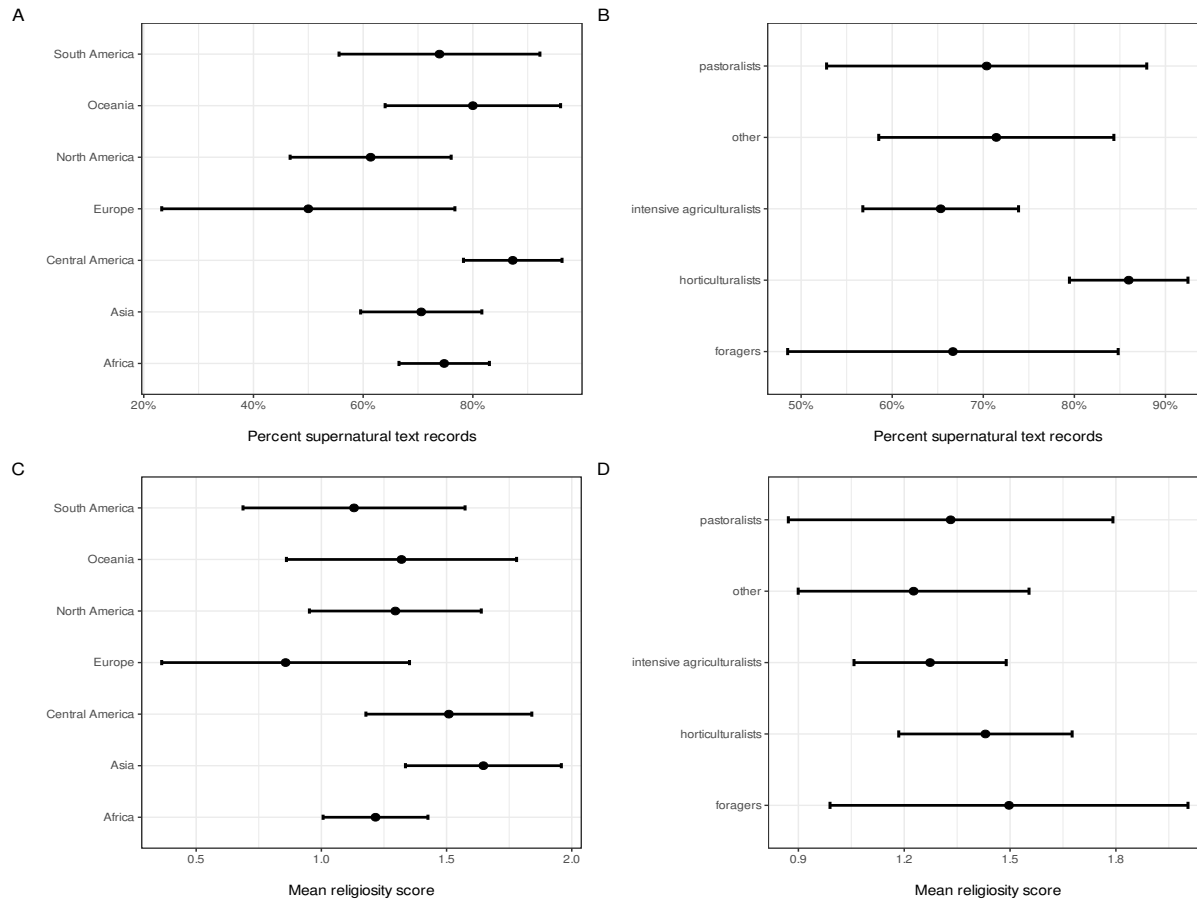 A
South America
Oceania
North America
Europe
Central America
Asia
Africa
20%
40%
60%
80%
Percent supernatural text records
B
pastoralists
other
intensive agriculturalists
horticulturalists
foragers
50%
60%
70%
80%
90%
Percent supernatural text records
C
South America
Oceania
North America
Europe
Central America
Asia
Africa
0.5
1.0
1.5
2.0
Mean religiosity score
D
pastoralists
other
intensive agriculturalists
horticulturalists
foragers
0.9
1.2
1.5
1.8
Mean religiosity score